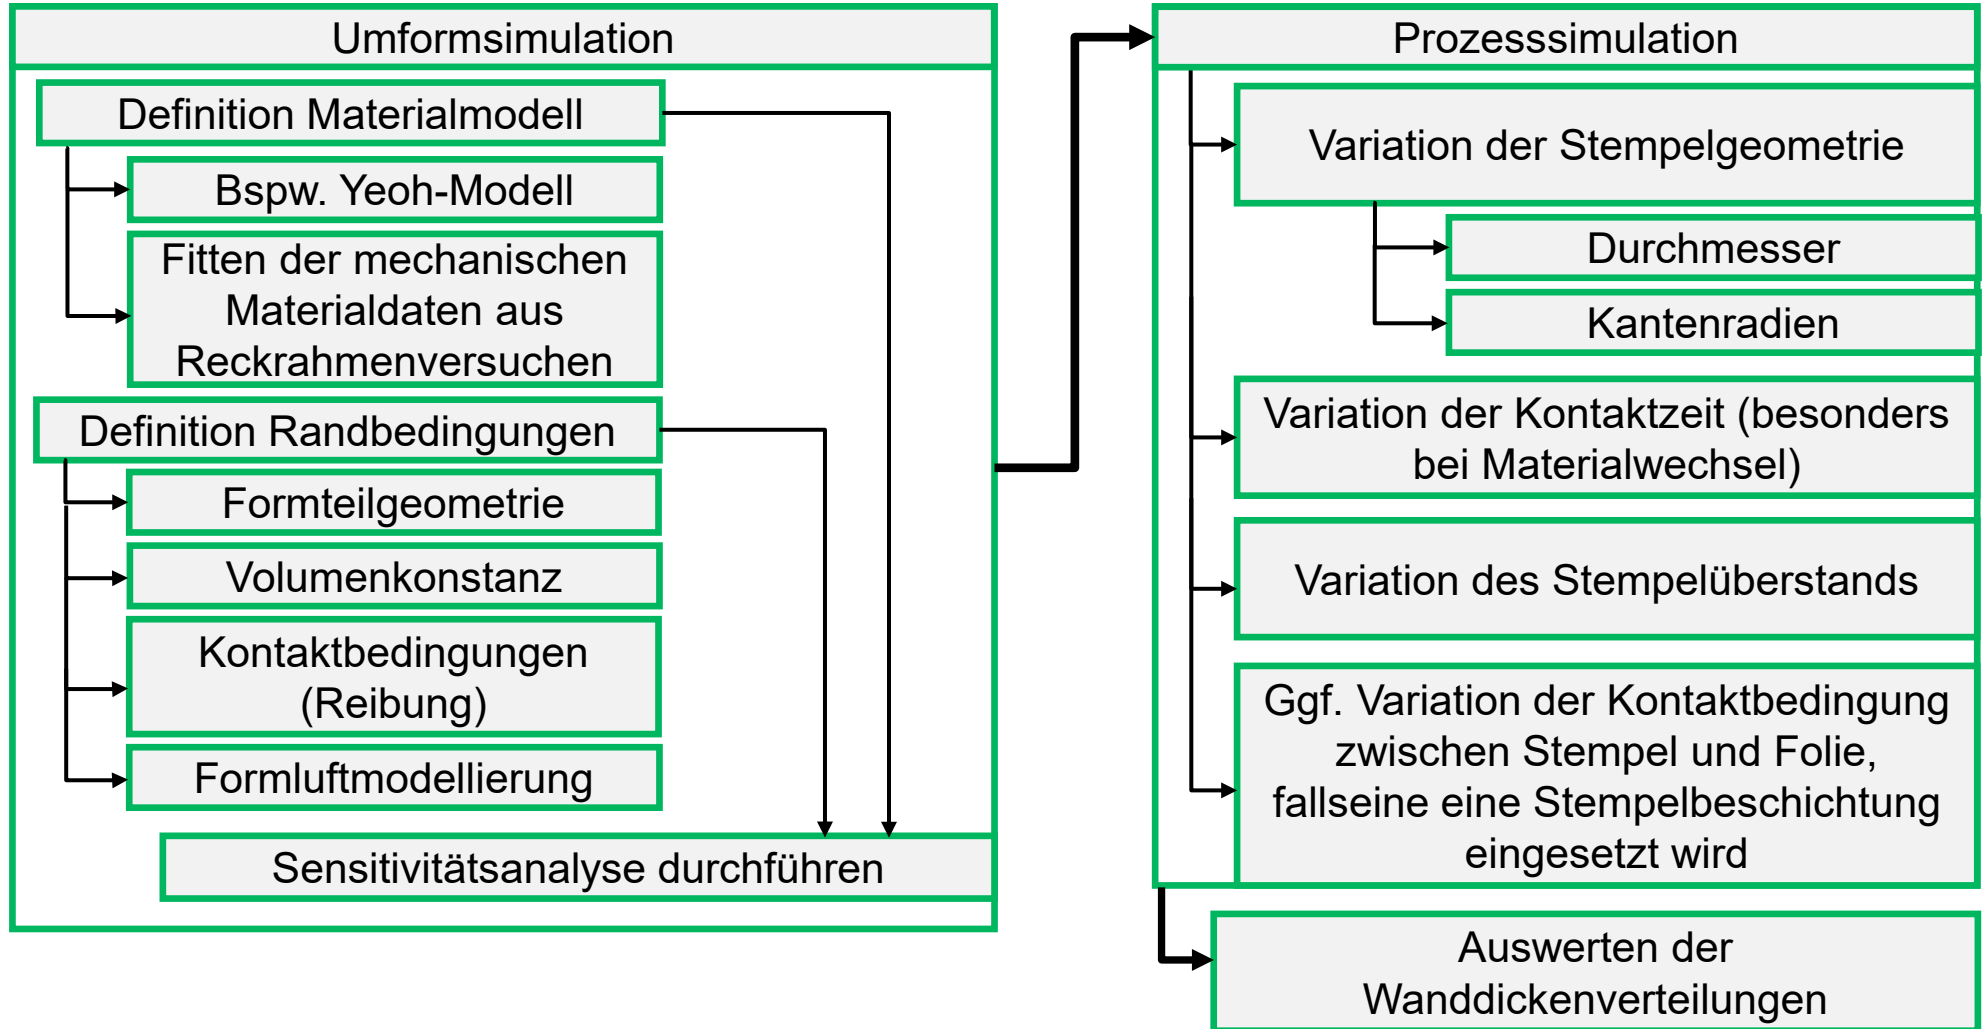 Umformsimulation
Definition Materialmodell
Bspw. Yeoh-Modell
Fitten der mechanischen
Materialdaten aus
Reckrahmenversuchen
Definition Randbedingungen
Formteilgeometrie
Volumenkonstanz
Kontaktbedingungen
(Reibung)
Formluftmodellierung
Sensitivitätsanalyse durchführen
Prozesssimulation
Variation der Stempelgeometrie
Durchmesser
Kantenradien
Variation der Kontaktzeit (besonders
bei Materialwechsel)
Variation des Stempelüberstands
Ggf. Variation der Kontaktbedingung
zwischen Stempel und Folie,
fallseine eine Stempelbeschichtung
eingesetzt wird
Auswerten der
Wanddickenverteilungen